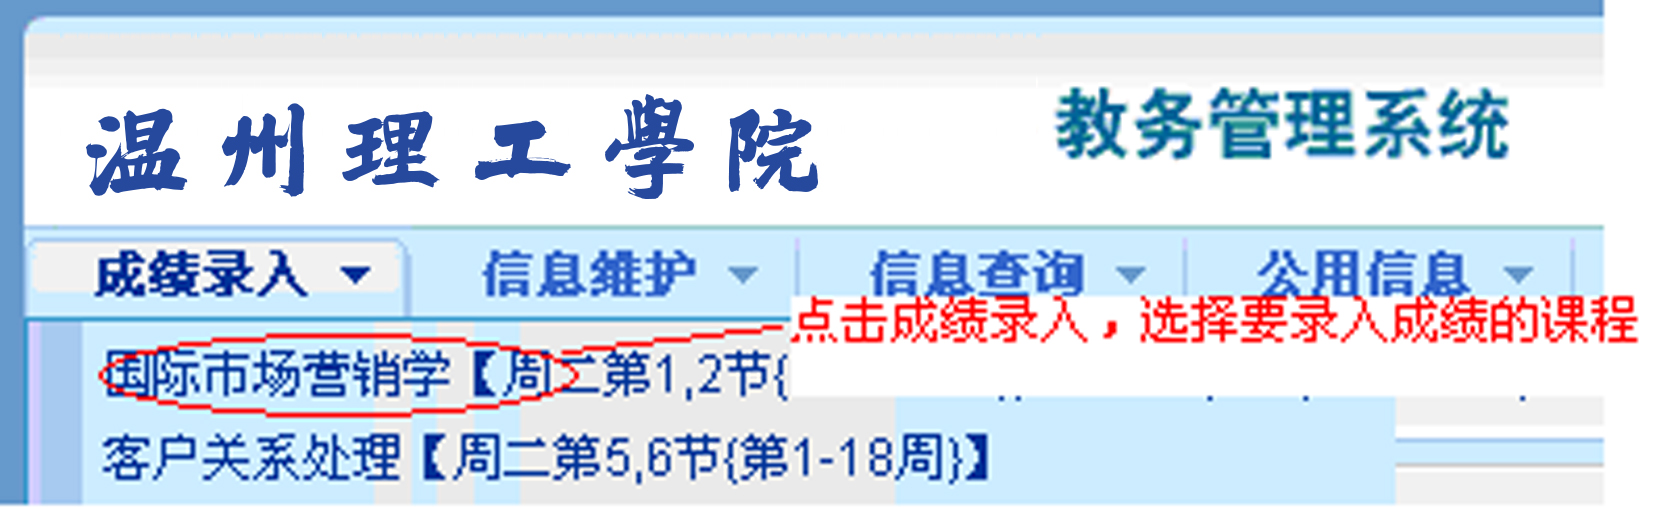 温州理工學院
教务管理系统
成绩录入 信息维护 信息查询 公用信息
点击成绩录入，选择要录入成绩的课程
国际市场营销学【周二第1,2节{
客户关系处理【周二第5,6节{第1-18周}】